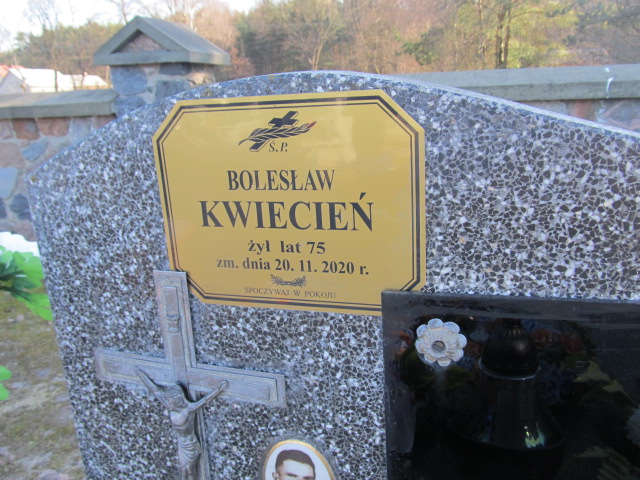 Ś.P.
BOLESŁAW
KWIECIEŃ
żył lat 75
zm. dnia 20. 11. 2020 r.
SPOCZYWAJ W POKOJU